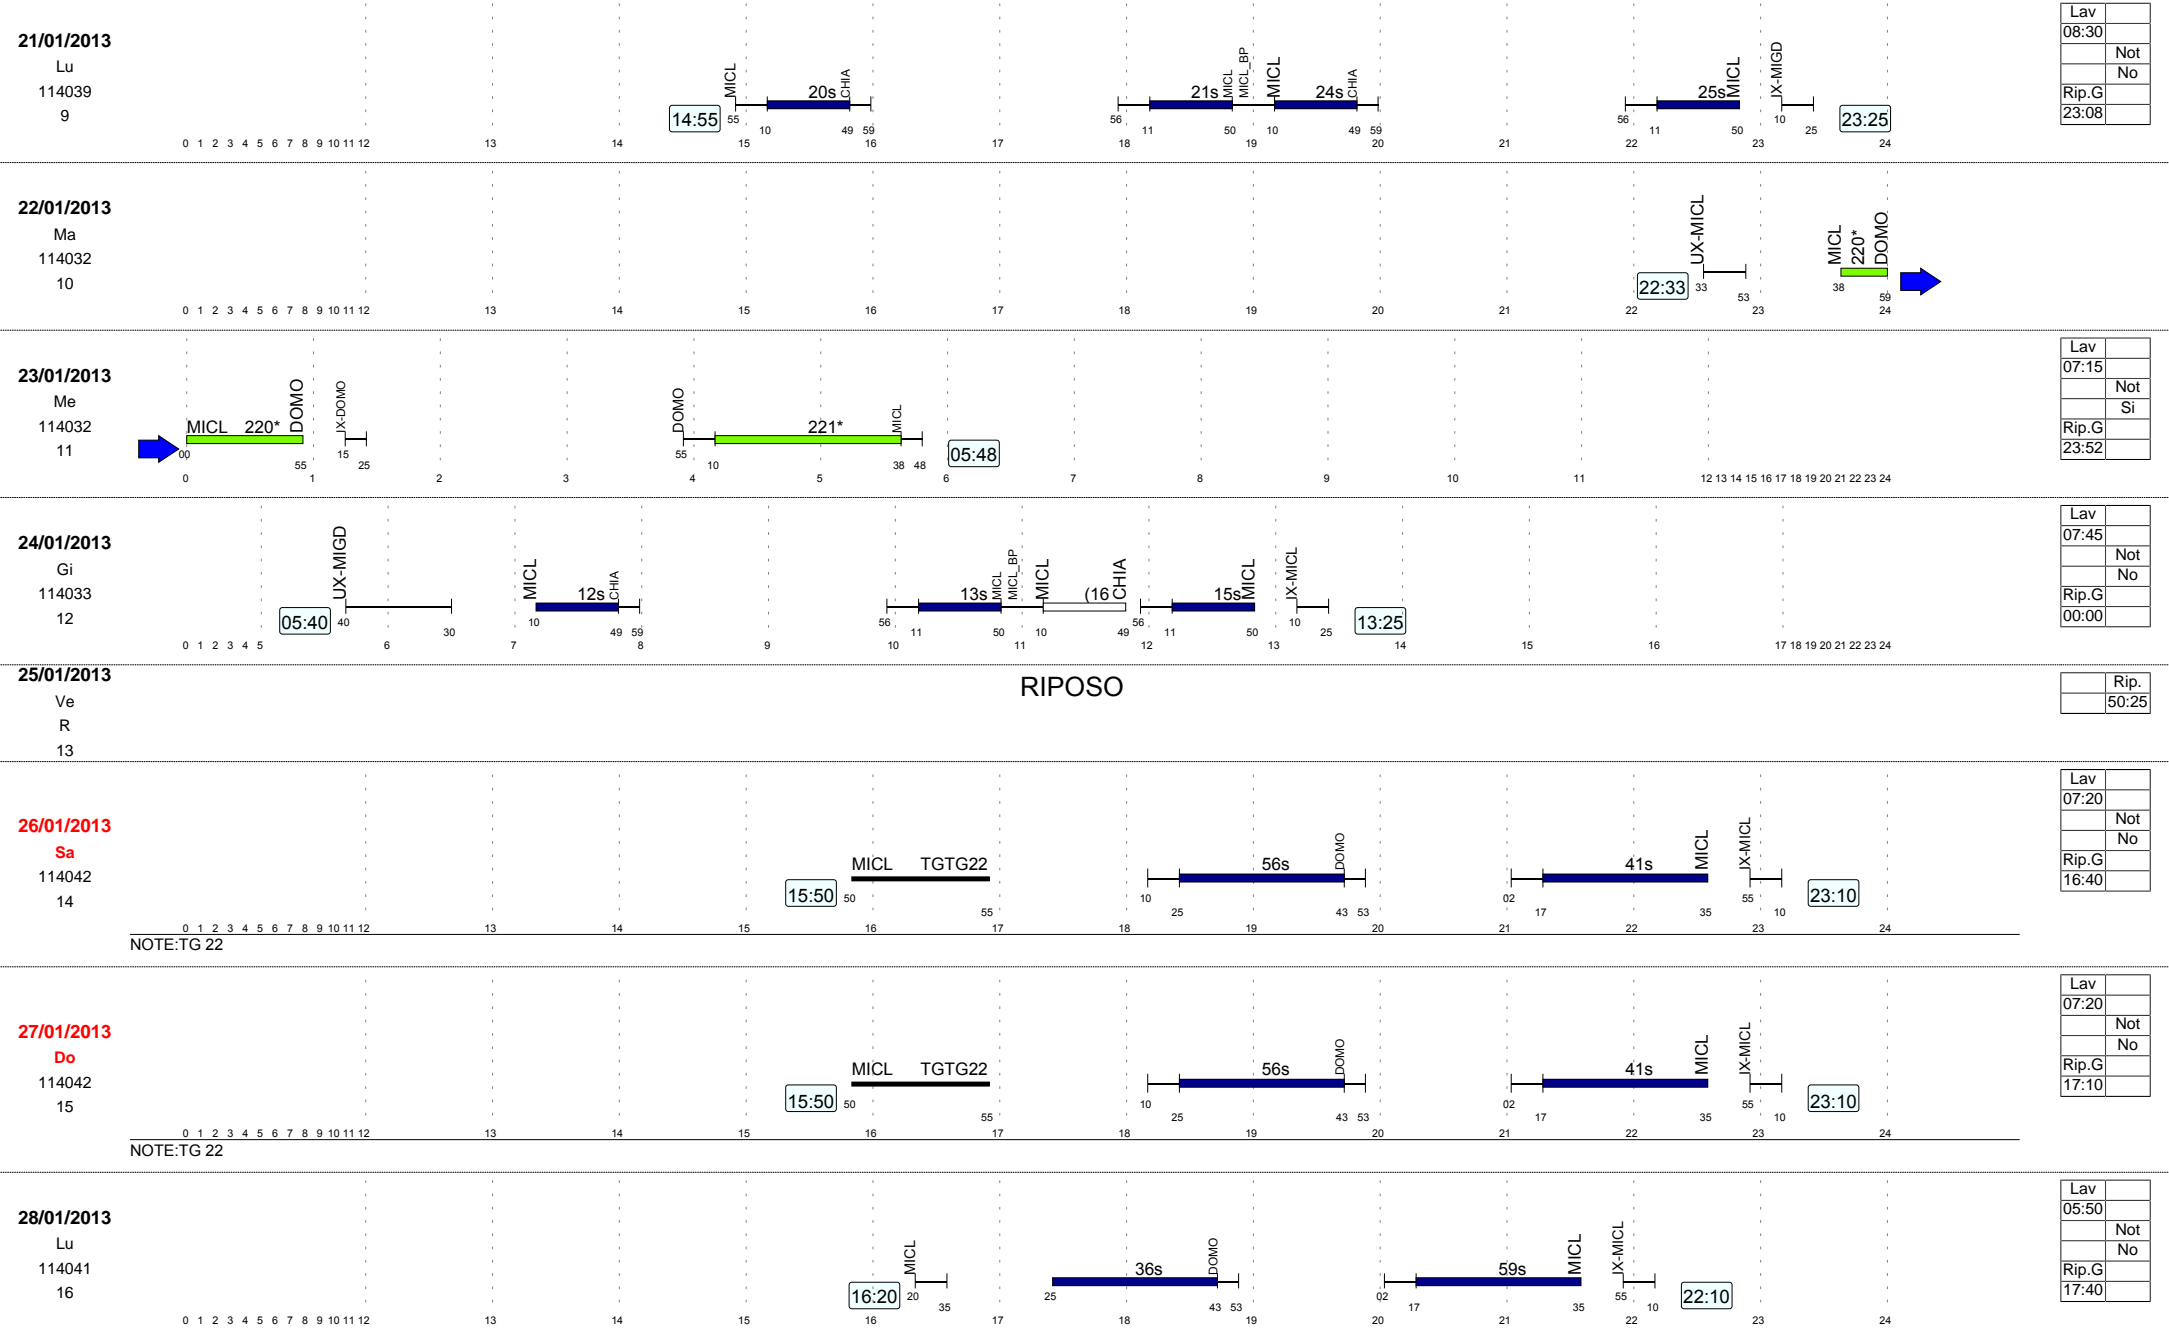 21/01/2013
Lu
114039
9
14:55
MICL 20s CHIA
55 10 49 59
21s MICL MICL_BP MICL 24s CHIA
56 11 50 10 49 59
25s MICL IX-MIGD
56 11 50 10 25
23:25
0 1 2 3 4 5 6 7 8 9 10 11 12 13 14 15 16 17 18 19 20 21 22 23 24
Lav
08:30
Not
No
Rip.G
23:08
22/01/2013
Ma
114032
10
22:33
UX-MICL MICL 220* DOMO
33 53 38 59
0 1 2 3 4 5 6 7 8 9 10 11 12 13 14 15 16 17 18 19 20 21 22 23 24
23/01/2013
Me
114032
11
MICL 220* DOMO IX-DOMO
00 55 15 25
DOMO 221* MICL
55 10 38 48
05:48
0 1 2 3 4 5 6 7 8 9 10 11 12 13 14 15 16 17 18 19 20 21 22 23 24
Lav
07:15
Not
Si
Rip.G
23:52
24/01/2013
Gi
114033
12
05:40
UX-MIGD MICL 12s CHIA
40 30 10 49 59
13s MICL MICL_BP MICL (16 CHIA 15s MICL IX-MICL
56 11 50 10 49 56 11 50 10 25
13:25
0 1 2 3 4 5 6 7 8 9 10 11 12 13 14 15 16 17 18 19 20 21 22 23 24
Lav
07:45
Not
No
Rip.G
00:00
25/01/2013
Ve
R
13
RIPOSO
Rip.
50:25
26/01/2013
Sa
114042
14
15:50
MICL TGTG22
50 55
56s DOMO
10 25 43 53
41s MICL IX-MICL
02 17 35 55 10
23:10
0 1 2 3 4 5 6 7 8 9 10 11 12 13 14 15 16 17 18 19 20 21 22 23 24
NOTE:TG 22
Lav
07:20
Not
No
Rip.G
16:40
27/01/2013
Do
114042
15
15:50
MICL TGTG22
50 55
56s DOMO
10 25 43 53
41s MICL IX-MICL
02 17 35 55 10
23:10
0 1 2 3 4 5 6 7 8 9 10 11 12 13 14 15 16 17 18 19 20 21 22 23 24
NOTE:TG 22
Lav
07:20
Not
No
Rip.G
17:10
28/01/2013
Lu
114041
16
16:20
MICL
20 35
36s DOMO
25 43 53
59s MICL IX-MICL
02 17 35 55 10
22:10
0 1 2 3 4 5 6 7 8 9 10 11 12 13 14 15 16 17 18 19 20 21 22 23 24
Lav
05:50
Not
No
Rip.G
17:40